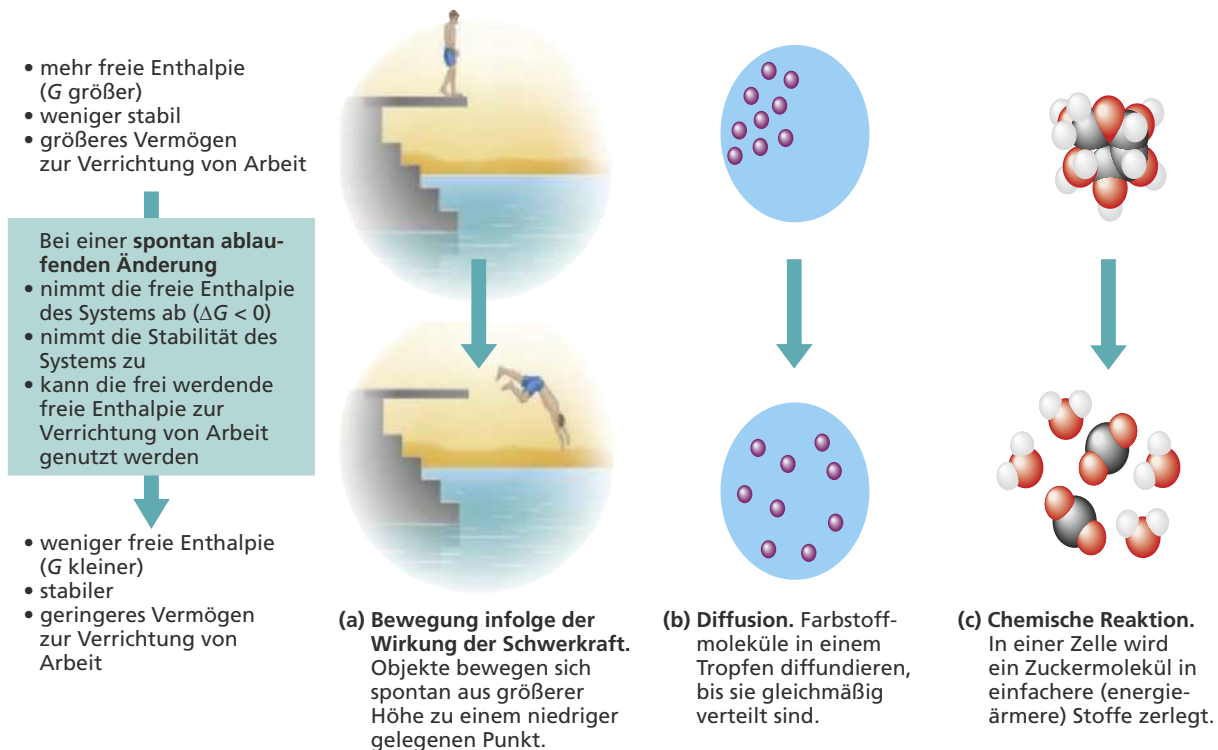 • mehr freie Enthalpie
(G größer)
• weniger stabil
• größeres Vermögen
zur Verrichtung von Arbeit
Bei einer spontan ablau-
fenden Änderung
• nimmt die freie Enthalpie
des Systems ab (ΔG < 0)
• nimmt die Stabilität des
Systems zu
• kann die frei werdende
freie Enthalpie zur
Verrichtung von Arbeit
genutzt werden
• weniger freie Enthalpie
(G kleiner)
• stabiler
• geringeres Vermögen
zur Verrichtung von
Arbeit
(a) Bewegung infolge der
Wirkung der Schwerkraft.
Objekte bewegen sich
spontan aus größerer
Höhe zu einem niedriger
gelegenen Punkt.
(b) Diffusion. Farbstoff-
moleküle in einem
Tropfen diffundieren,
bis sie gleichmäßig
verteilt sind.
(c) Chemische Reaktion.
In einer Zelle wird
ein Zuckermolekül in
einfachere (energie-
ärmere) Stoffe zerlegt.